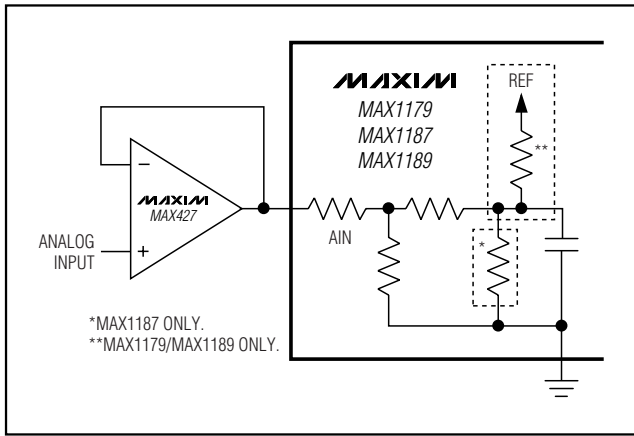 MAXIM
MAX1179
MAX1187
MAX1189
REF
**
−
MAXIM
MAX427
+
ANALOG
INPUT
AIN
*
*MAX1187 ONLY.
**MAX1179/MAX1189 ONLY.